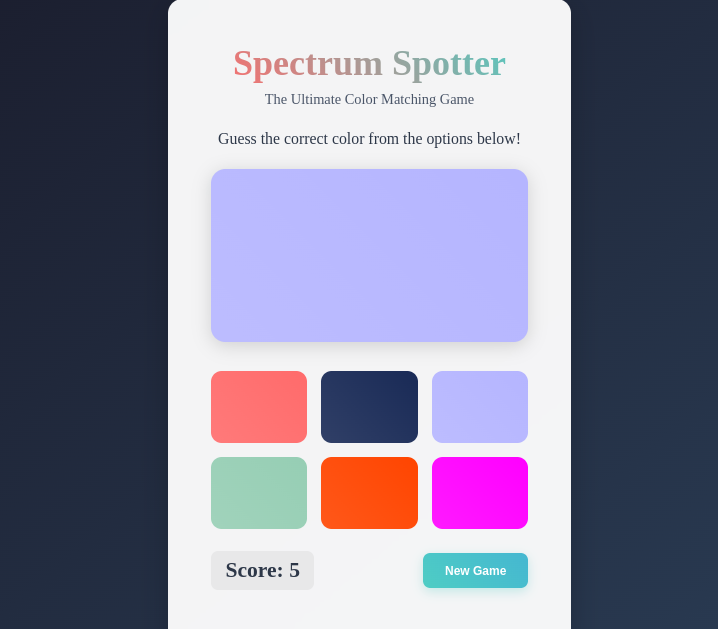 Spectrum Spotter
The Ultimate Color Matching Game
Guess the correct color from the options below!
Score: 5
New Game